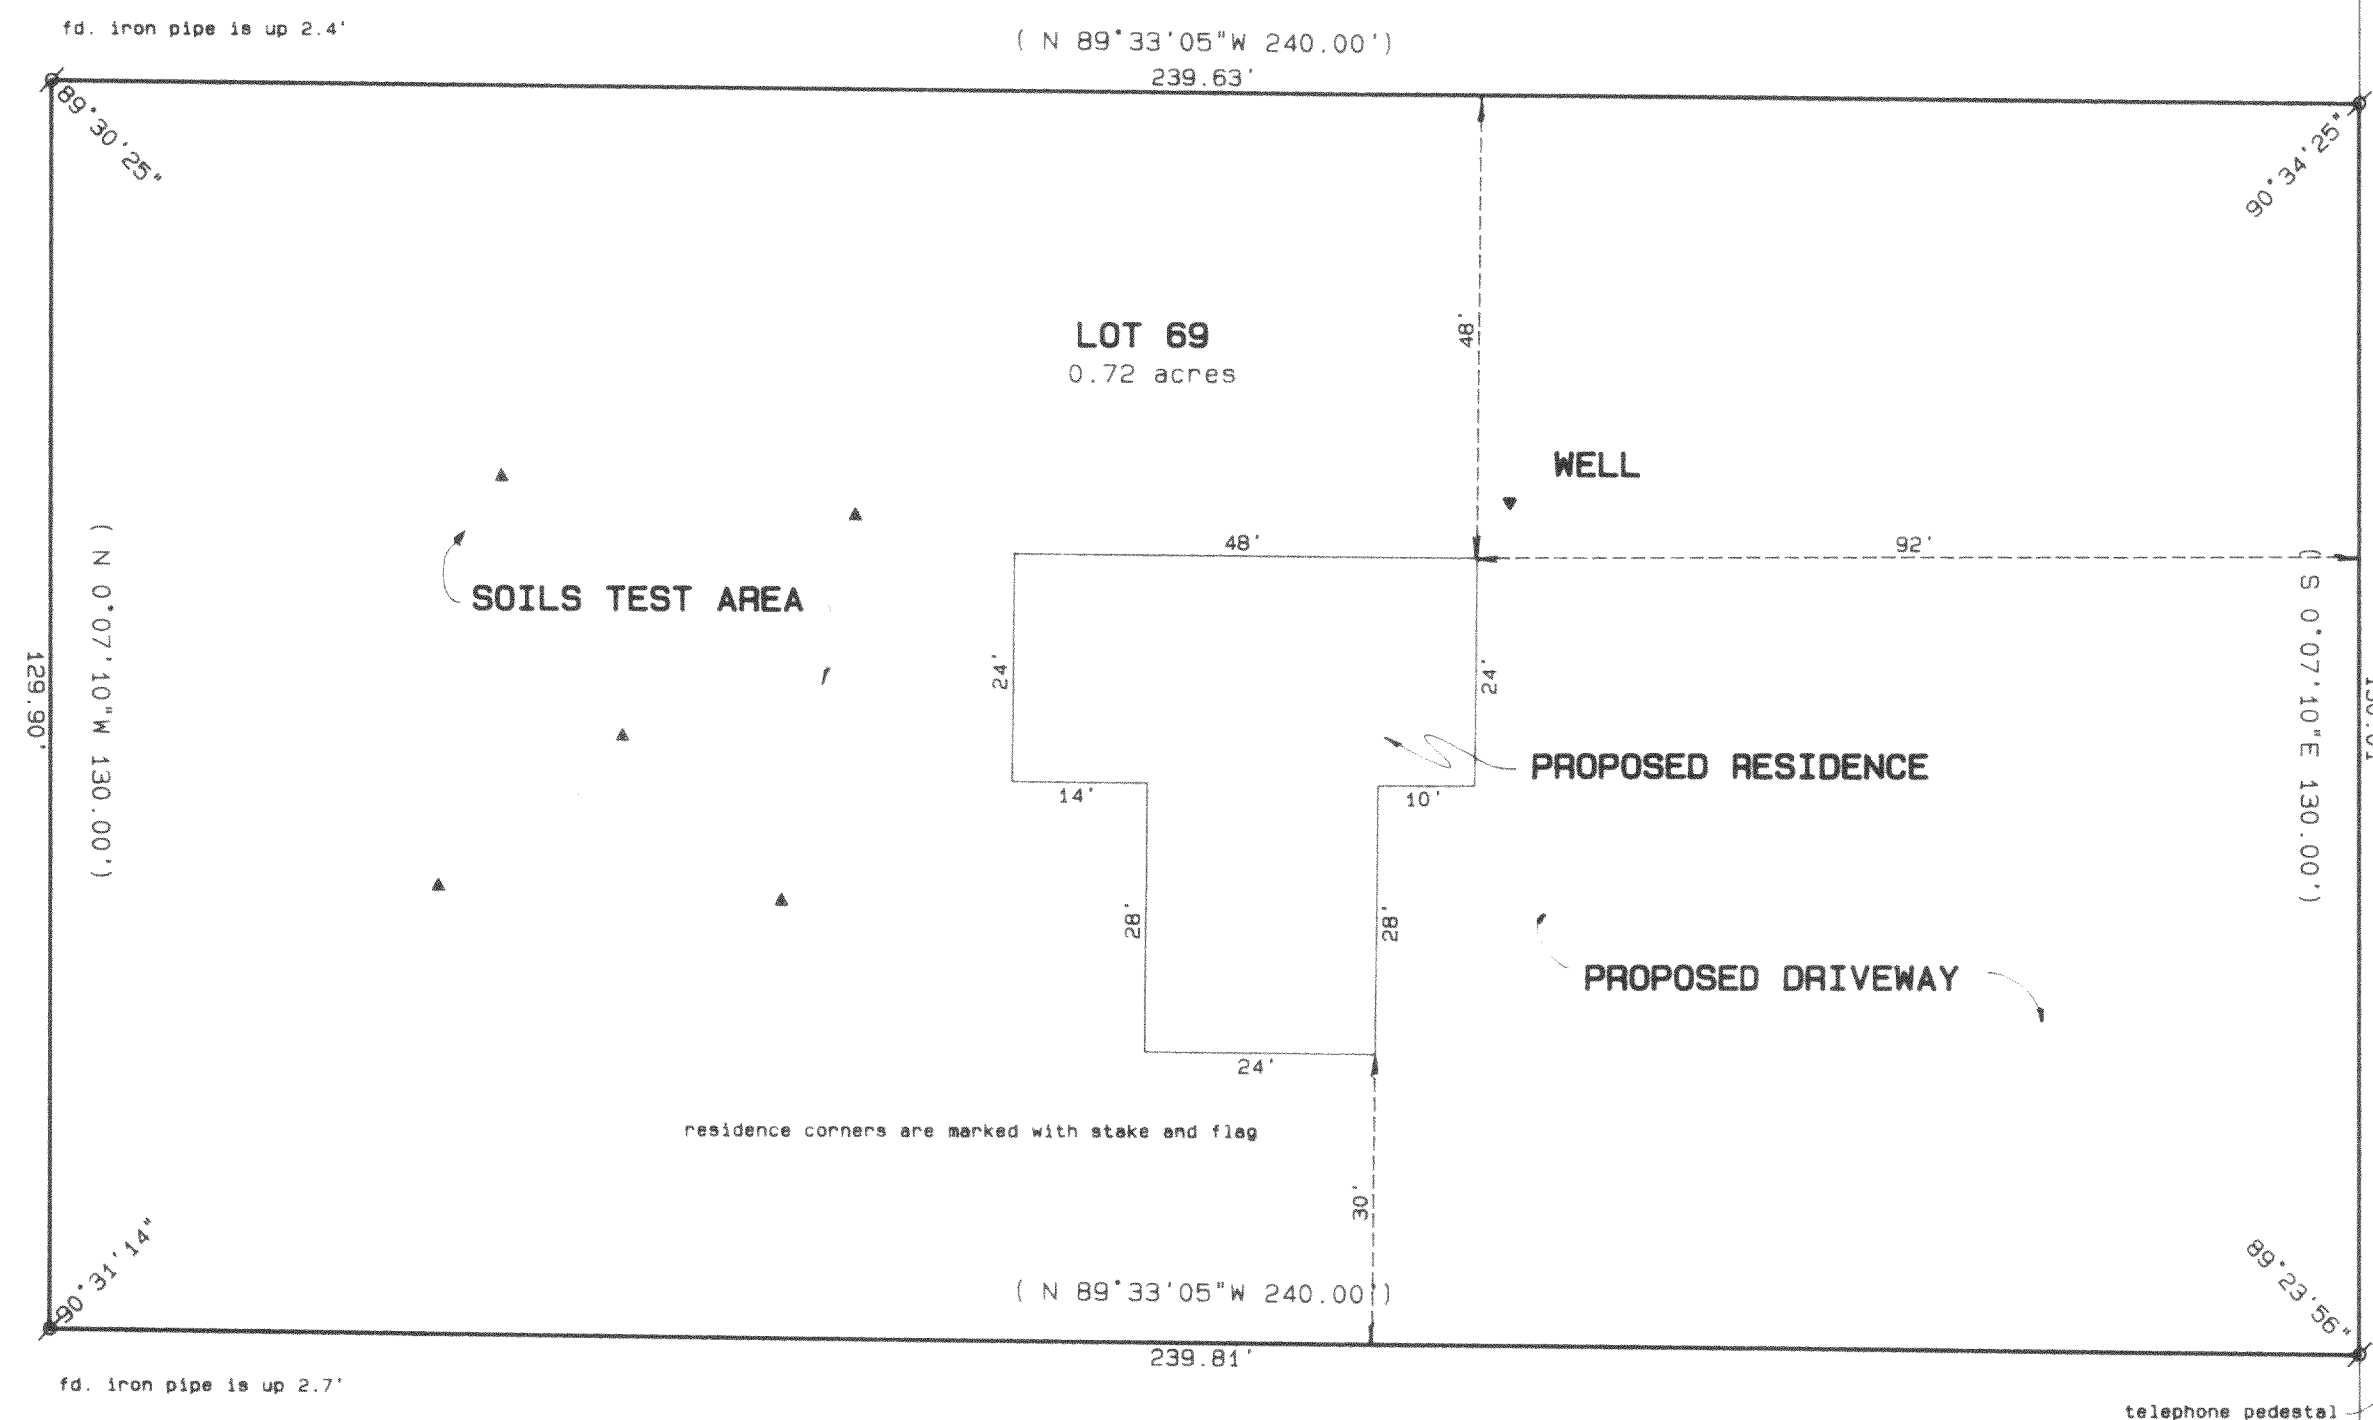 fd. iron pipe is up 2.4'
( N 89°33'05"W 240.00')
239.63'
89°30'25"
90°34'25"
48'
LOT 69
0.72 acres
WELL
48'
92'
SOILS TEST AREA
( N 0°07'10"W 130.00')
129.90'
24'
24'
( S 0°07'10"E 130.00')
PROPOSED RESIDENCE
14'
10'
28'
28'
PROPOSED DRIVEWAY
24'
residence corners are marked with stake and flag
30'
90°31'14"
89°23'56"
( N 89°33'05"W 240.00')
239.81'
fd. iron pipe is up 2.7'
telephone pedestal